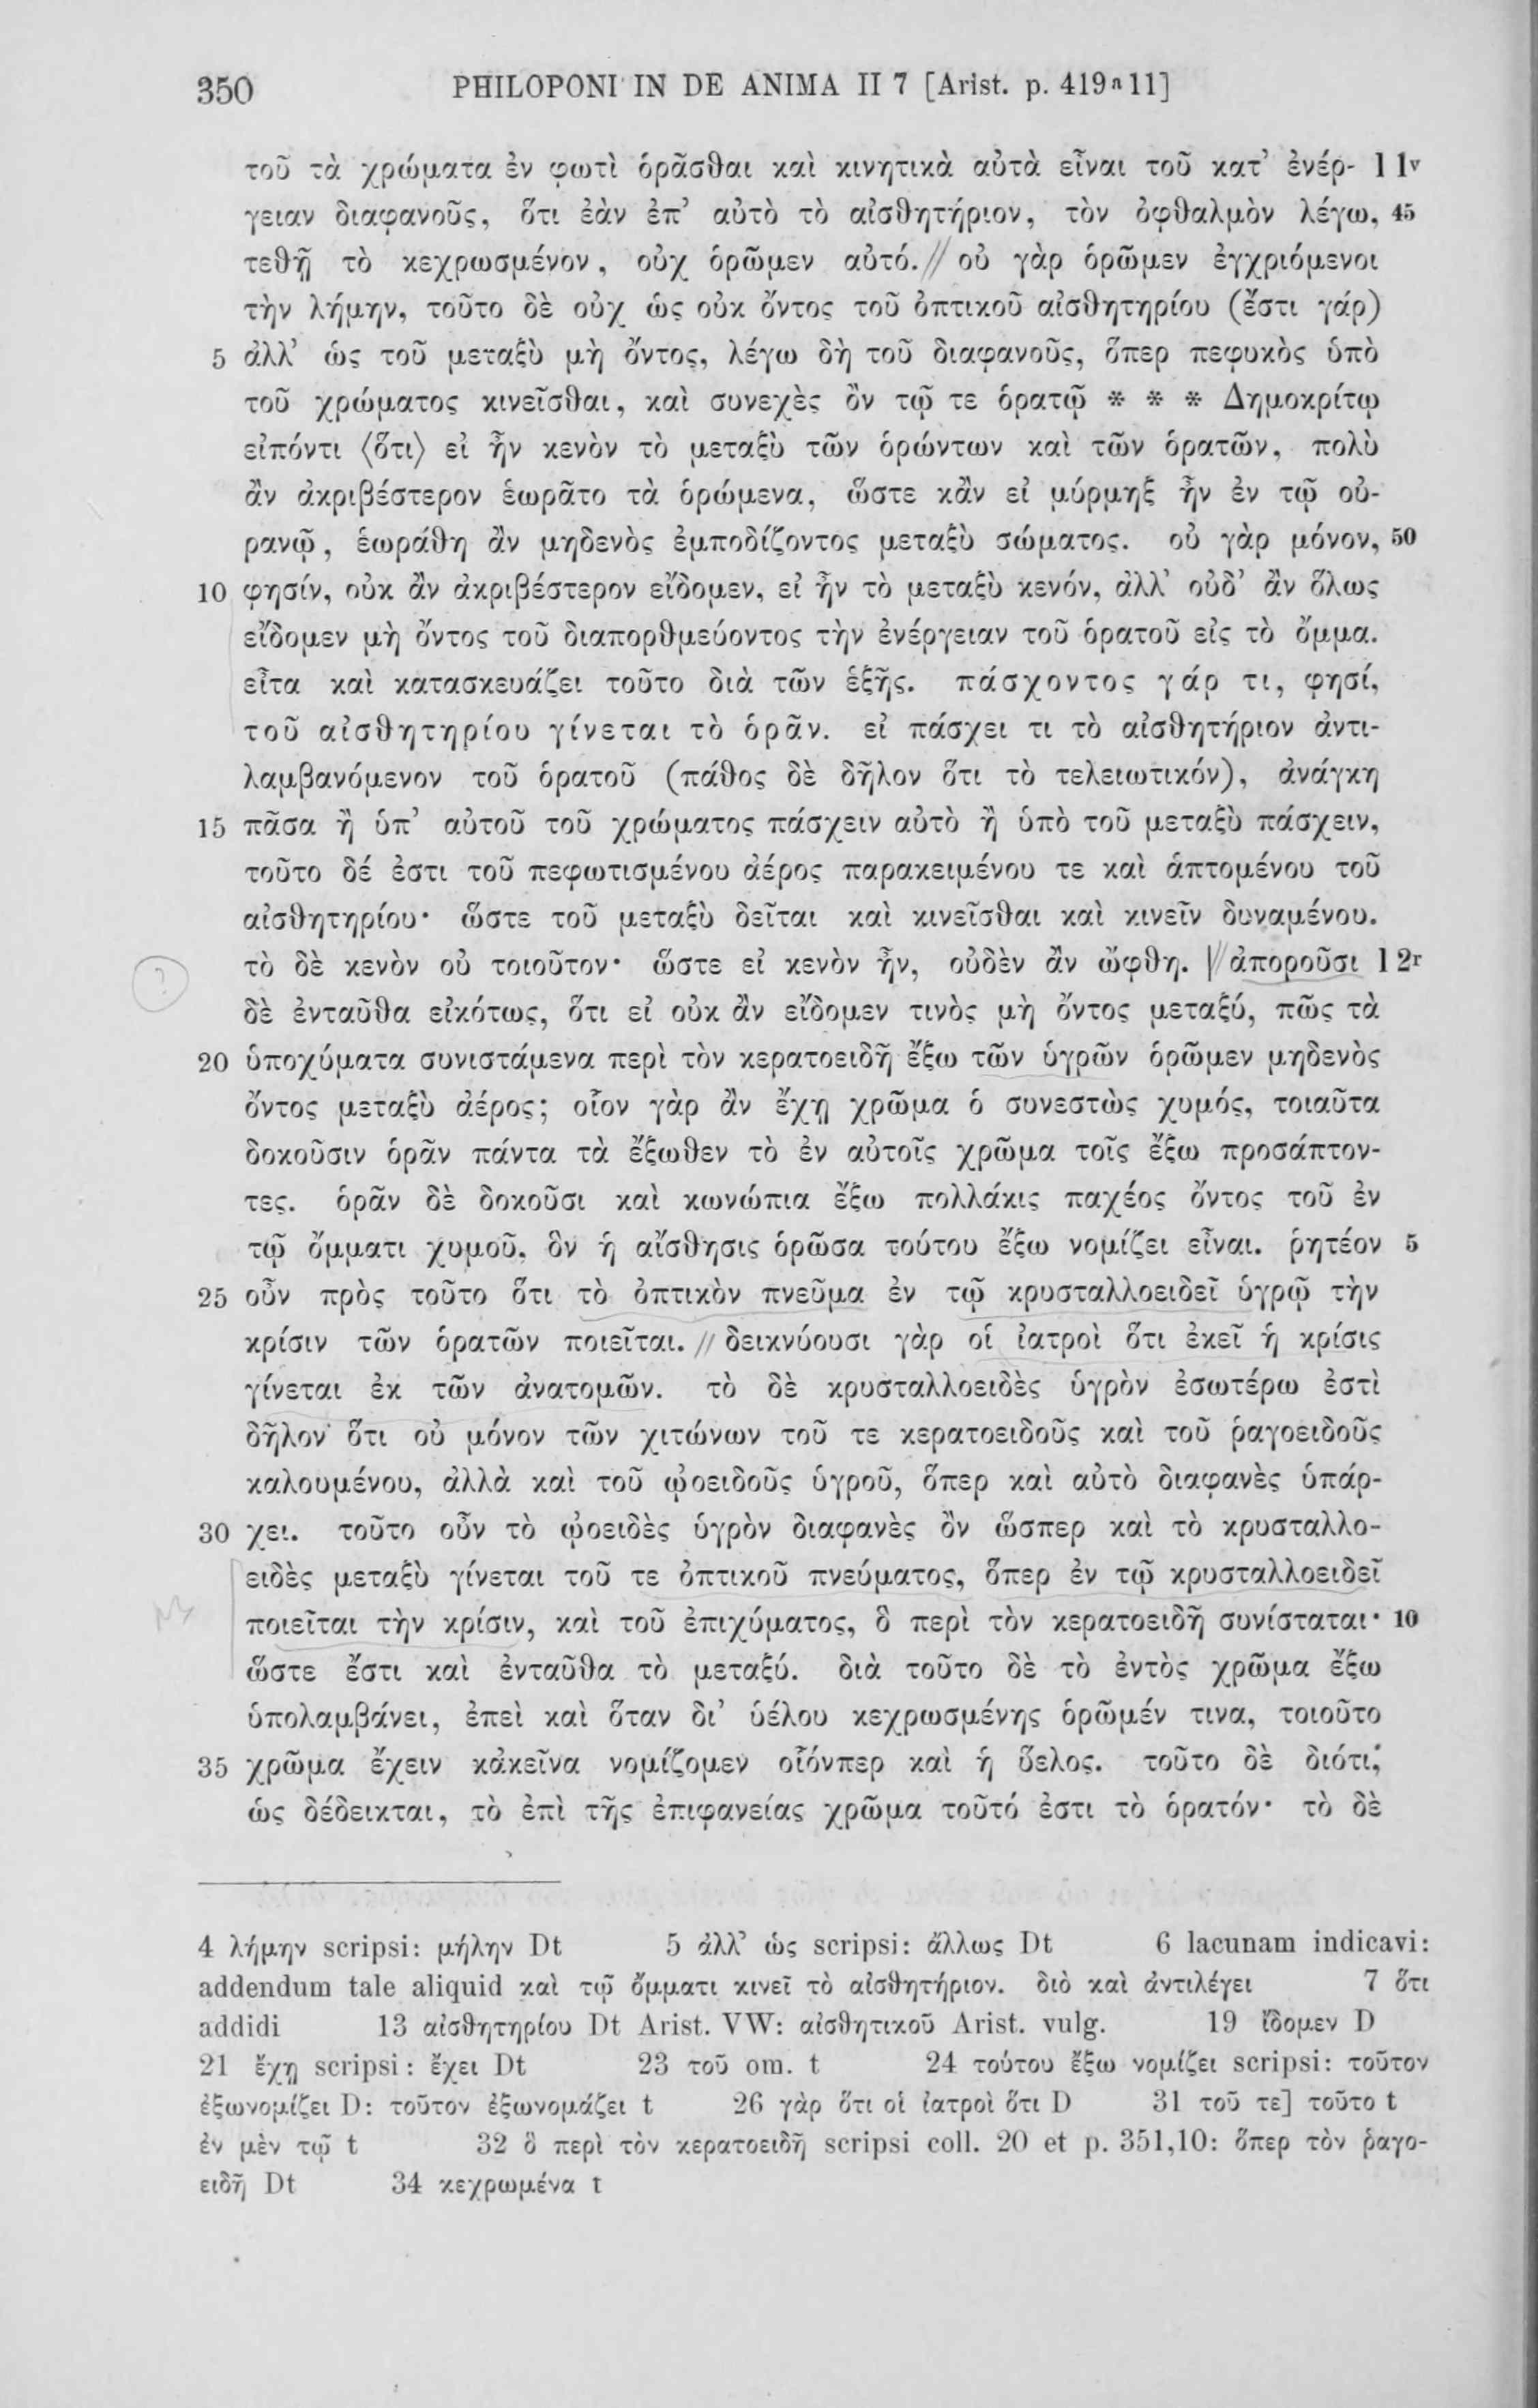 350 PHILOPONI IN DE ANIMA II 7 [Arist. p. 419a11]
τοῦ τὰ χρώματα ἐν φωτὶ ὁρᾶσθαι καὶ κινητικὰ αὐτὰ εἶναι τοῦ κατ’ ἐνέρ- l 1v
γειαν διαφανοῦς, ὅτι ἐὰν ἐπ’ αὐτὸ τὸ αἰσθητήριον, τὸν ὀφθαλμὸν λέγω, 45
τεθῇ τὸ κεχρωσμένον, οὐχ ὁρῶμεν αὐτό. // οὐ γὰρ ὁρῶμεν ἐγχριόμενοι
τὴν λήμην, τοῦτο δὲ οὐχ ὡς οὐκ ὄντος τοῦ ὀπτικοῦ αἰσθητηρίου (ἔστι γάρ)
5 ἀλλ’ ὡς τοῦ μεταξὺ μὴ ὄντος, λέγω δὴ τοῦ διαφανοῦς, ὅπερ πεφυκὸς ὑπὸ
τοῦ χρώματος κινεῖσθαι, καὶ συνεχὲς ὂν τῷ τε ὁρατῷ * * * Δημοκρίτῳ
εἰπόντι ⟨ὅτι⟩ εἰ ἦν κενὸν τὸ μεταξὺ τῶν ὁρώντων καὶ τῶν ὁρατῶν, πολὺ
ἂν ἀκριβέστερον ἑωρᾶτο τὰ ὁρώμενα, ὥστε κἂν εἰ μύρμηξ ἦν ἐν τῷ οὐ-
ρανῷ, ἑωράθη ἂν μηδενὸς ἐμποδίζοντος μεταξὺ σώματος. οὐ γὰρ μόνον, 50
10 φησίν, οὐκ ἂν ἀκριβέστερον εἴδομεν, εἰ ἦν τὸ μεταξὺ κενόν, ἀλλ’ οὐδ’ ἂν ὅλως
εἴδομεν μὴ ὄντος τοῦ διαπορθμεύοντος τὴν ἐνέργειαν τοῦ ὁρατοῦ εἰς τὸ ὄμμα.
εἶτα καὶ κατασκευάζει τοῦτο διὰ τῶν ἑξῆς. πάσχοντος γάρ τι, φησί,
τοῦ αἰσθητηρίου γίνεται τὸ ὁρᾶν. εἰ πάσχει τι τὸ αἰσθητήριον ἀντι-
λαμβανόμενον τοῦ ὁρατοῦ (πάθος δὲ δῆλον ὅτι τὸ τελειωτικόν), ἀνάγκη
15 πᾶσα ἢ ὑπ’ αὐτοῦ τοῦ χρώματος πάσχειν αὐτὸ ἢ ὑπὸ τοῦ μεταξὺ πάσχειν,
τοῦτο δέ ἐστι τοῦ πεφωτισμένου ἀέρος παρακειμένου τε καὶ ἁπτομένου τοῦ
αἰσθητηρίου· ὥστε τοῦ μεταξὺ δεῖται καὶ κινεῖσθαι καὶ κινεῖν δυναμένου.
? τὸ δὲ κενὸν οὐ τοιοῦτον· ὥστε εἰ κενὸν ἦν, οὐδὲν ἂν ὤφθη. |// ἀποροῦσι l 2r
δὲ ἐνταῦθα εἰκότως, ὅτι εἰ οὐκ ἂν εἴδομεν τινὸς μὴ ὄντος μεταξύ, πῶς τὰ
20 ὑποχύματα συνιστάμενα περὶ τὸν κερατοειδῆ ἔξω τῶν ὑγρῶν ὁρῶμεν μηδενὸς
ὄντος μεταξὺ ἀέρος; οἷον γὰρ ἂν ἔχῃ χρῶμα ὁ συνεστὼς χυμός, τοιαῦτα
δοκοῦσιν ὁρᾶν πάντα τὰ ἔξωθεν τὸ ἐν αὐτοῖς χρῶμα τοῖς ἔξω προσάπτον-
τες. ὁρᾶν δὲ δοκοῦσι καὶ κωνώπια ἔξω πολλάκις παχέος ὄντος τοῦ ἐν
τῷ ὄμματι χυμοῦ, ὃν ἡ αἴσθησις ὁρῶσα τούτου ἔξω νομίζει εἶναι. ῥητέον 5
25 οὖν πρὸς τοῦτο ὅτι τὸ ὀπτικὸν πνεῦμα ἐν τῷ κρυσταλλοειδεῖ ὑγρῷ τὴν
κρίσιν τῶν ὁρατῶν ποιεῖται. // δεικνύουσι γὰρ οἱ ἰατροὶ ὅτι ἐκεῖ ἡ κρίσις
γίνεται ἐκ τῶν ἀνατομῶν. τὸ δὲ κρυσταλλοειδὲς ὑγρὸν ἐσωτέρω ἐστὶ
δῆλον ὅτι οὐ μόνον τῶν χιτώνων τοῦ τε κερατοειδοῦς καὶ τοῦ ῥαγοειδοῦς
καλουμένου, ἀλλὰ καὶ τοῦ ᾠοειδοῦς ὑγροῦ, ὅπερ καὶ αὐτὸ διαφανὲς ὑπάρ-
30 χει. τοῦτο οὖν τὸ ᾠοειδὲς ὑγρὸν διαφανὲς ὂν ὥσπερ καὶ τὸ κρυσταλλο-
ειδὲς μεταξὺ γίνεται τοῦ τε ὀπτικοῦ πνεύματος, ὅπερ ἐν τῷ κρυσταλλοειδεῖ
ποιεῖται τὴν κρίσιν, καὶ τοῦ ἐπιχύματος, ὃ περὶ τὸν κερατοειδῆ συνίσταται· 10
ὥστε ἔστι καὶ ἐνταῦθα τὸ μεταξύ. διὰ τοῦτο δὲ τὸ ἐντὸς χρῶμα ἔξω
ὑπολαμβάνει, ἐπεὶ καὶ ὅταν δι’ ὑέλου κεχρωσμένης ὁρῶμέν τινα, τοιοῦτο
35 χρῶμα ἔχειν κἀκεῖνα νομίζομεν οἷόνπερ καὶ ἡ ὕελος. τοῦτο δὲ διότι,
ὡς δέδεικται, τὸ ἐπὶ τῆς ἐπιφανείας χρῶμα τοῦτό ἐστι τὸ ὁρατόν· τὸ δὲ
4 λήμην scripsi: μήλην Dt 5 ἀλλ’ ὡς scripsi: ἄλλως Dt 6 lacunam indicavi:
addendum tale aliquid καὶ τῷ ὄμματι κινεῖ τὸ αἰσθητήριον. διὸ καὶ ἀντιλέγει 7 ὅτι
addidi 13 αἰσθητηρίου Dt Arist. VW: αἰσθητικοῦ Arist. vulg. 19 ἴδομεν D
21 ἔχῃ scripsi: ἔχει Dt 23 τοῦ om. t 24 τούτου ἔξω νομίζει scripsi: τοῦτον
ἐξωνομίζει D: τοῦτον ἐξωνομάζει t 26 γὰρ ὅτι οἱ ἰατροὶ ὅτι D 31 τοῦ τε] τοῦτο t
ἐν μὲν τῷ t 32 ὃ περὶ τὸν κερατοειδῆ scripsi coll. 20 et p. 351,10: ὅπερ τὸν ῥαγο-
ειδῆ Dt 34 κεχρωμένα t